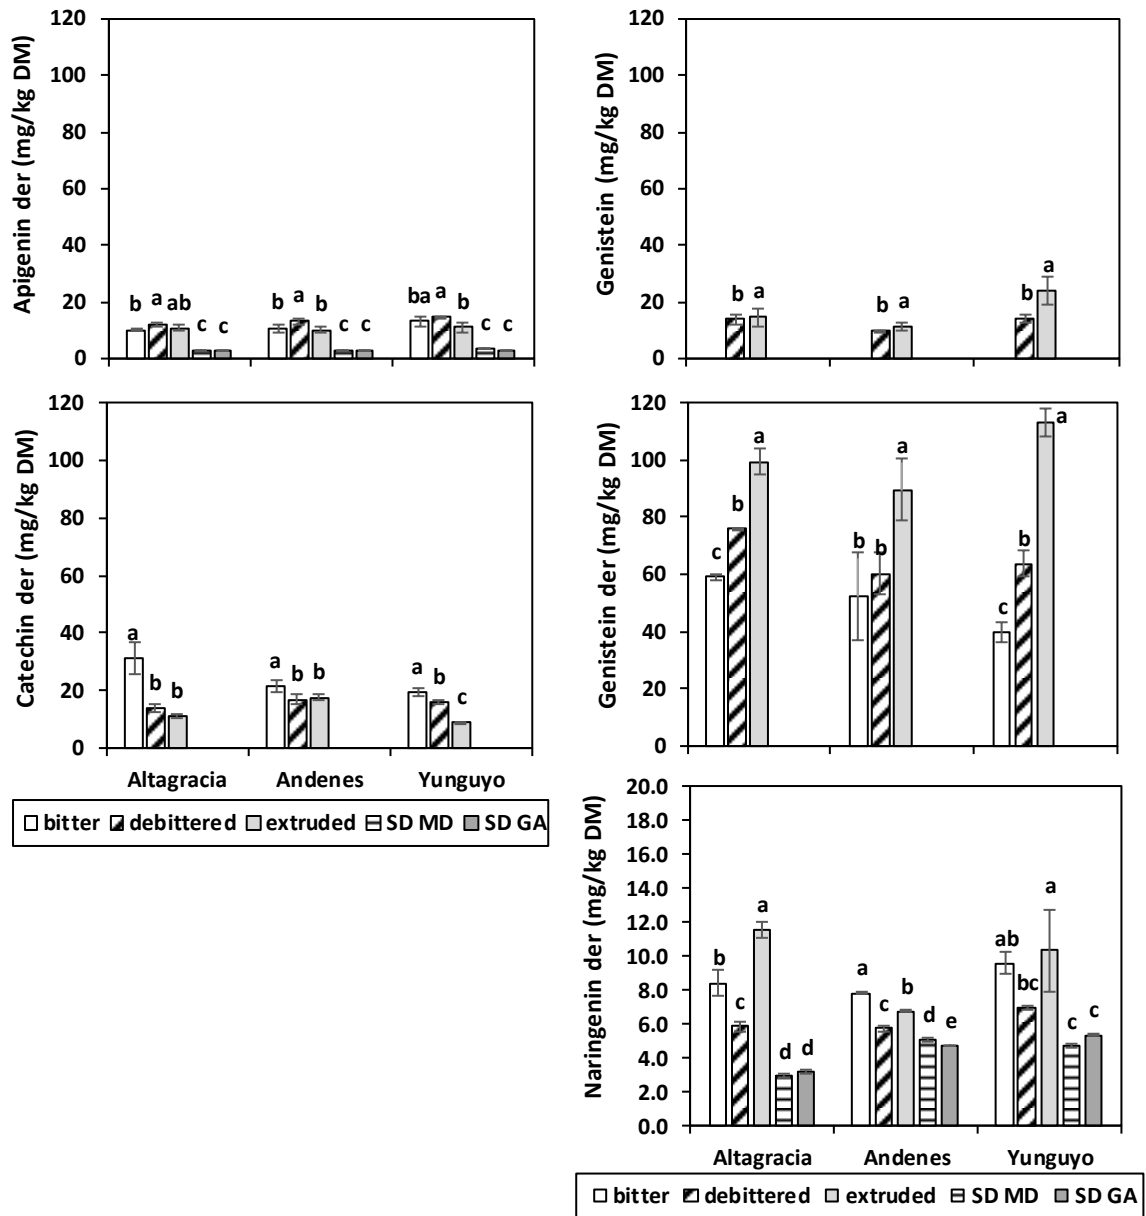 Apigenin der (mg/kg DM)
120
100
80
60
40
20
0
b a ab c c
b a b c c
ba a b c c
Genistein (mg/kg DM)
120
100
80
60
40
20
0
b a
b a
b a
Catechin der (mg/kg DM)
120
100
80
60
40
20
0
a b b
a b b
a b c
Altagracia Andenes Yunguyo
bitter debittered extruded SD MD SD GA
Genistein der (mg/kg DM)
120
100
80
60
40
20
0
c b a
b b a
c b a
Naringenin der (mg/kg DM)
20.0
18.0
16.0
14.0
12.0
10.0
8.0
6.0
4.0
2.0
0.0
b c a d d
a c b d e
ab bc a c c
Altagracia Andenes Yunguyo
bitter debittered extruded SD MD SD GA